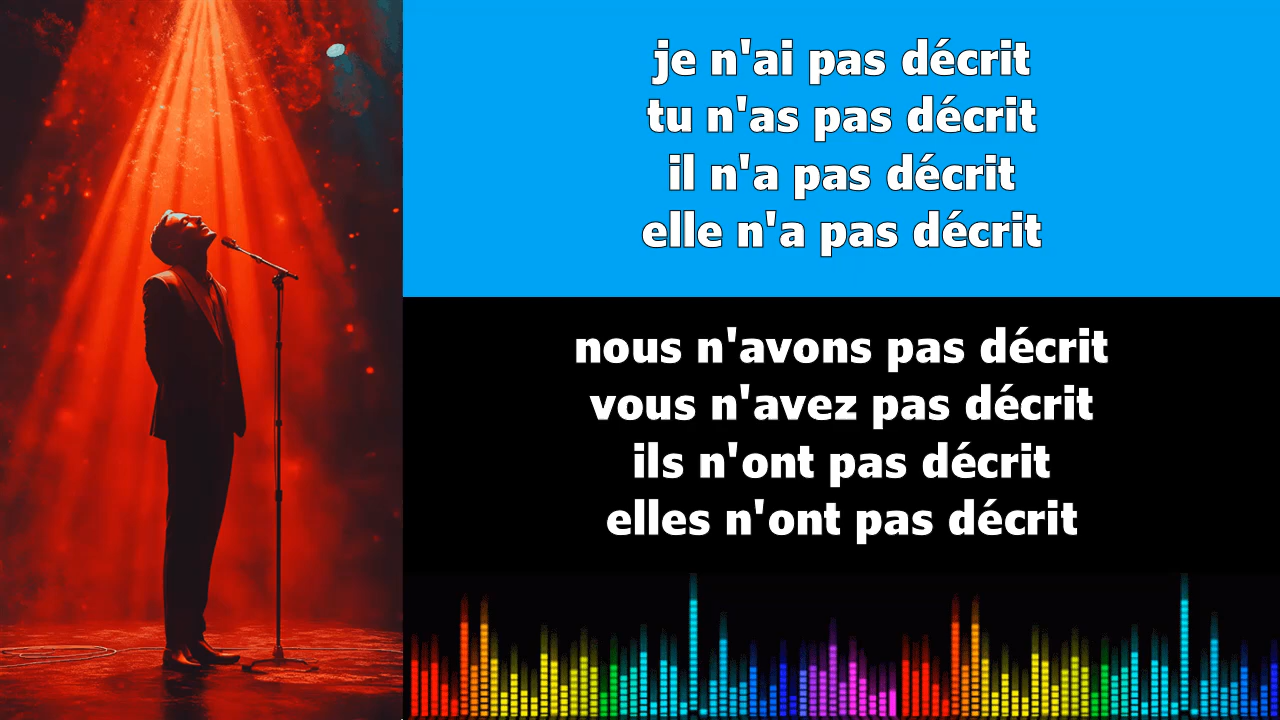 je n'ai pas décrit
tu n'as pas décrit
il n'a pas décrit
elle n'a pas décrit
nous n'avons pas décrit
vous n'avez pas décrit
ils n'ont pas décrit
elles n'ont pas décrit